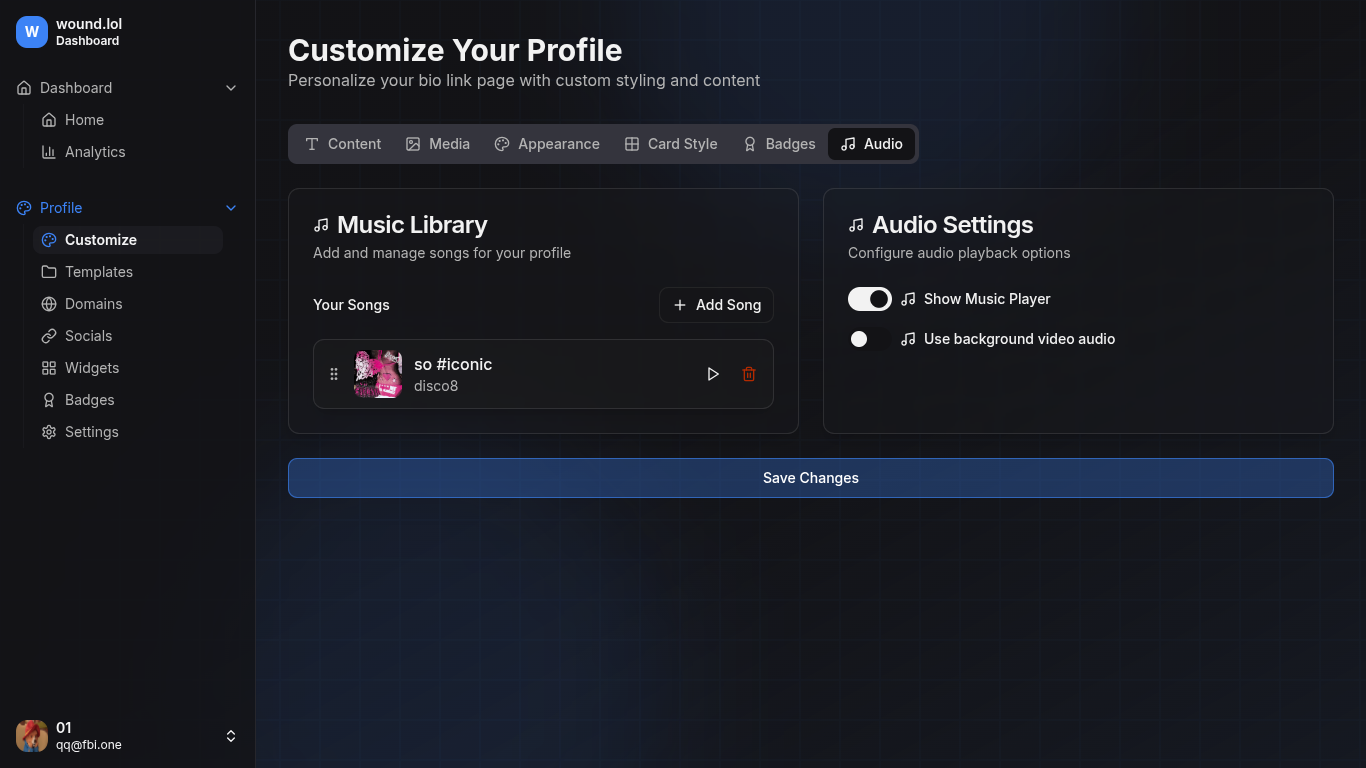 W
wound.lol
Dashboard
Dashboard
Home
Analytics
Profile
Customize
Templates
Domains
Socials
Widgets
Badges
Settings
01
qq@fbi.one
Customize Your Profile
Personalize your bio link page with custom styling and content
Content
Media
Appearance
Card Style
Badges
Audio
Music Library
Add and manage songs for your profile
Your Songs
Add Song
so #iconic
disco8
Audio Settings
Configure audio playback options
Show Music Player
Use background video audio
Save Changes